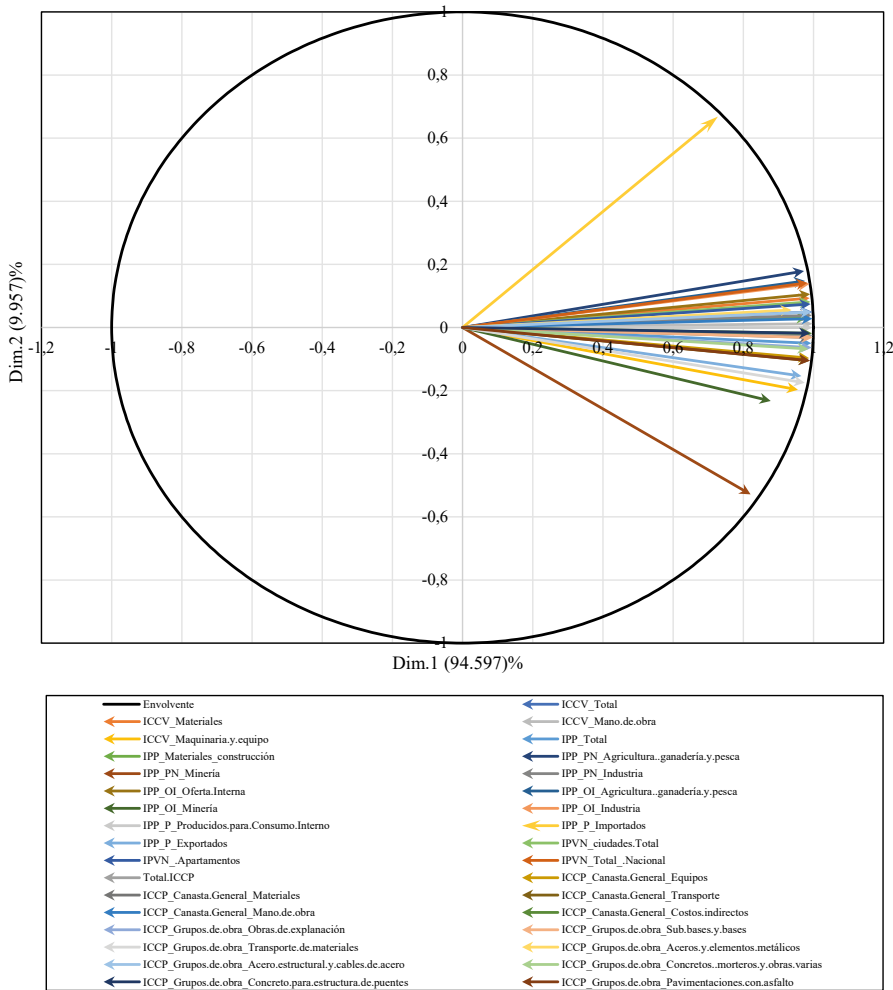 1
0,8
0,6
0,4
0,2
0
-1,2 -1 -0,8 -0,6 -0,4 -0,2 0 0,2 0,4 0,6 0,8 1 1,2
-0,2
-0,4
-0,6
-0,8
-1
Dim.2 (9.957)%
Dim.1 (94.597)%
Envolvente ICCV_Total
ICCV_Materiales ICCV_Mano.de.obra
ICCV_Maquinaria.y.equipo IPP_Total
IPP_Materiales_construcción IPP_PN_Agricultura..ganadería.y.pesca
IPP_PN_Minería IPP_PN_Industria
IPP_OI_Oferta.Interna IPP_OI_Agricultura..ganadería.y.pesca
IPP_OI_Minería IPP_OI_Industria
IPP_P_Producidos.para.Consumo.Interno IPP_P_Importados
IPP_P_Exportados IPVN_ciudades.Total
IPVN_.Apartamentos IPVN_Total_.Nacional
Total.ICCP ICCP_Canasta.General_Equipos
ICCP_Canasta.General_Materiales ICCP_Canasta.General_Transporte
ICCP_Canasta.General_Mano.de.obra ICCP_Canasta.General_Costos.indirectos
ICCP_Grupos.de.obra_Obras.de.explanación ICCP_Grupos.de.obra_Sub.bases.y.bases
ICCP_Grupos.de.obra_Transporte.de.materiales ICCP_Grupos.de.obra_Aceros.y.elementos.metálicos
ICCP_Grupos.de.obra_Acero.estructural.y.cables.de.acero ICCP_Grupos.de.obra_Concretos..morteros.y.obras.varias
ICCP_Grupos.de.obra_Concreto.para.estructura.de.puentes ICCP_Grupos.de.obra_Pavimentaciones.con.asfalto